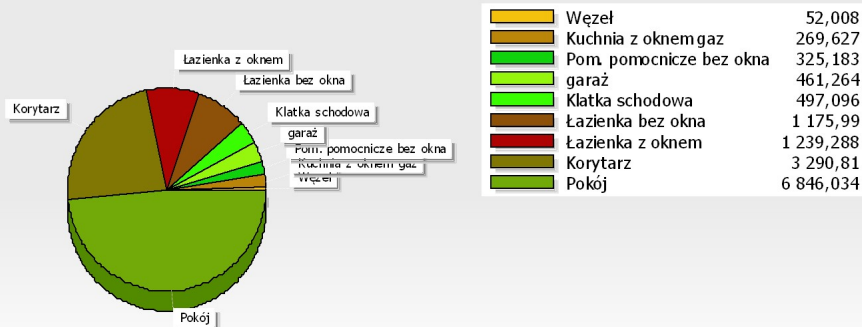 Łazienka z oknem
Łazienka bez okna
Korytarz
Klatka schodowa
garaż
Pom. pomocnicze bez okna
Kuchnia z oknem gaz
Węzeł
Pokój
Węzeł 52,008
Kuchnia z oknem gaz 269,627
Pom. pomocnicze bez okna 325,183
garaż 461,264
Klatka schodowa 497,096
Łazienka bez okna 1 175,99
Łazienka z oknem 1 239,288
Korytarz 3 290,81
Pokój 6 846,034